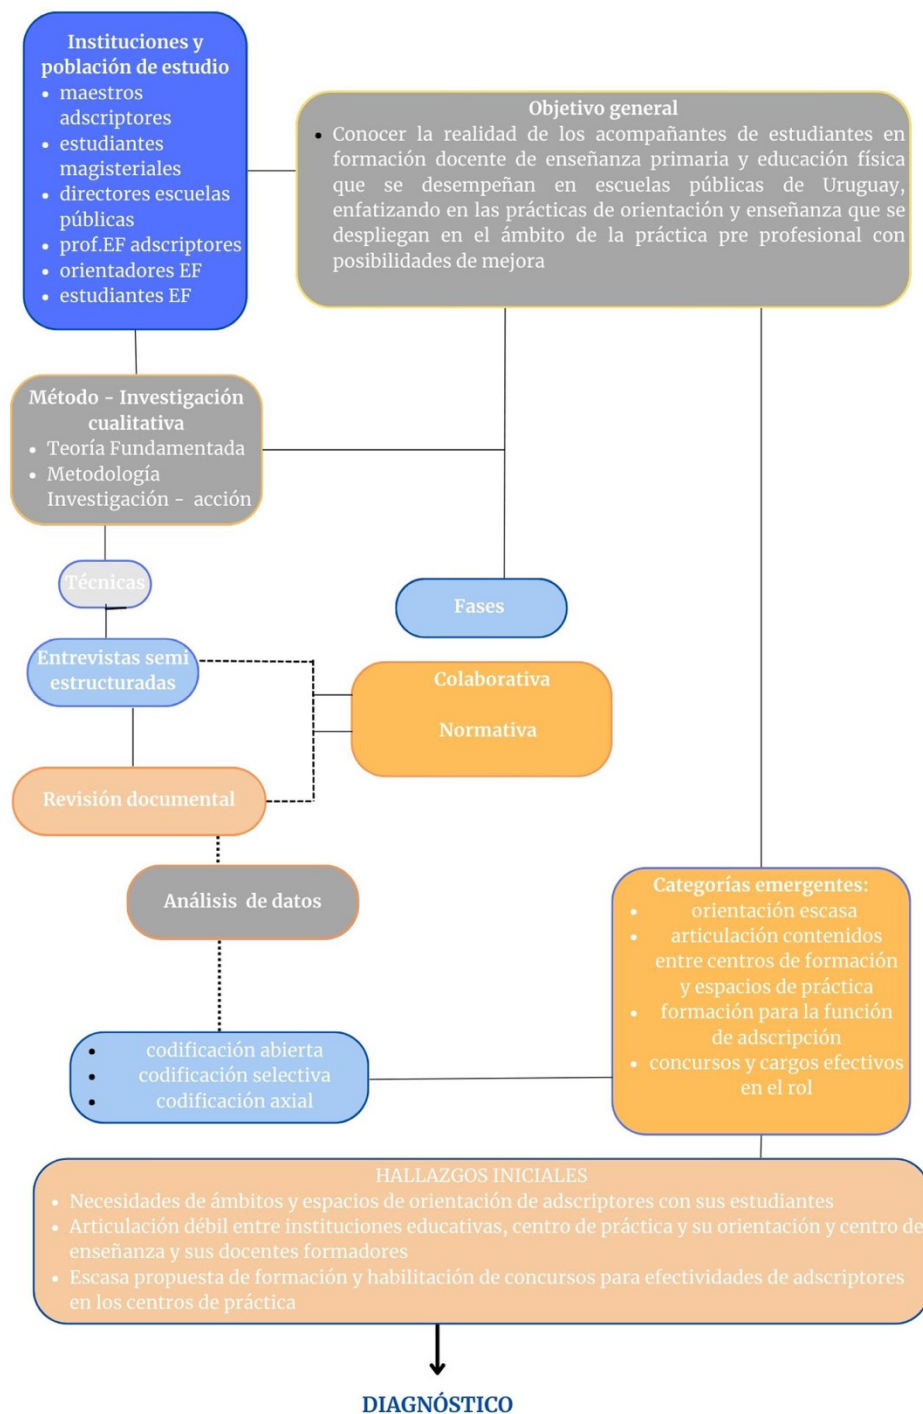 Instituciones y
población de estudio
• maestros
adscriptores
• estudiantes
magisteriales
• directores escuelas
públicas
• prof.EF adscriptores
• orientadores EF
• estudiantes EF
Objetivo general
• Conocer la realidad de los acompañantes de estudiantes en
formación docente de enseñanza primaria y educación física
que se desempeñan en escuelas públicas de Uruguay,
enfatizando en las prácticas de orientación y enseñanza que se
despliegan en el ámbito de la práctica pre profesional con
posibilidades de mejora
Método - Investigación
cualitativa
• Teoría Fundamentada
• Metodología
Investigación - acción
Técnicas
Fases
Entrevistas semi
estructuradas
Colaborativa
Normativa
Revisión documental
Análisis de datos
Categorías emergentes:
• orientación escasa
• articulación contenidos
entre centros de formación
y espacios de práctica
• formación para la función
de adscripción
• concursos y cargos efectivos
en el rol
• codificación abierta
• codificación selectiva
• codificación axial
HALLAZGOS INICIALES
• Necesidades de ámbitos y espacios de orientación de adscriptores con sus estudiantes
• Articulación débil entre instituciones educativas, centro de práctica y su orientación y centro de
enseñanza y sus docentes formadores
• Escasa propuesta de formación y habilitación de concursos para efectividades de adscriptores
en los centros de práctica
DIAGNÓSTICO